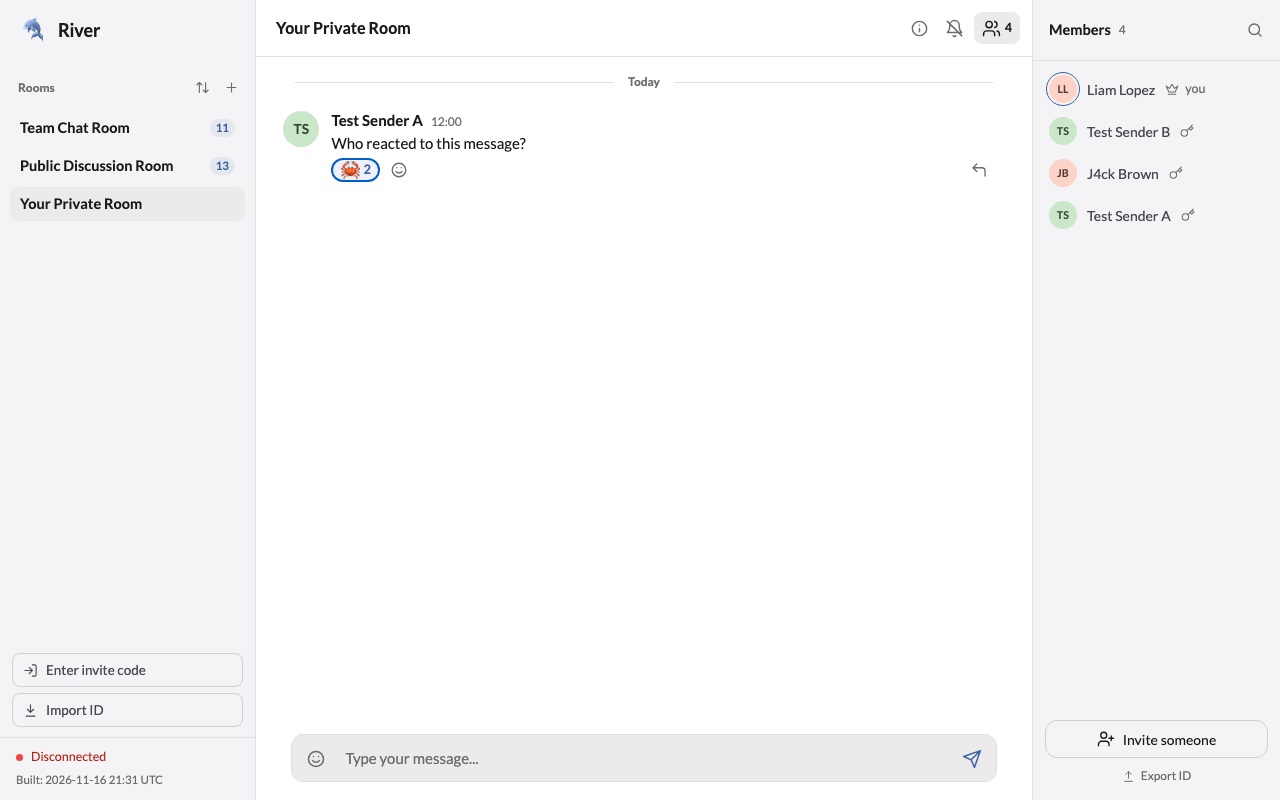 River
Rooms
Team Chat Room 11
Public Discussion Room 13
Your Private Room
Enter invite code
Import ID
Disconnected
Built: 2026-11-16 21:31 UTC
Your Private Room
4
Today
TS
Test Sender A 12:00
Who reacted to this message?
2
Type your message...
Members 4
LL Liam Lopez you
TS Test Sender B
JB J4ck Brown
TS Test Sender A
Invite someone
Export ID